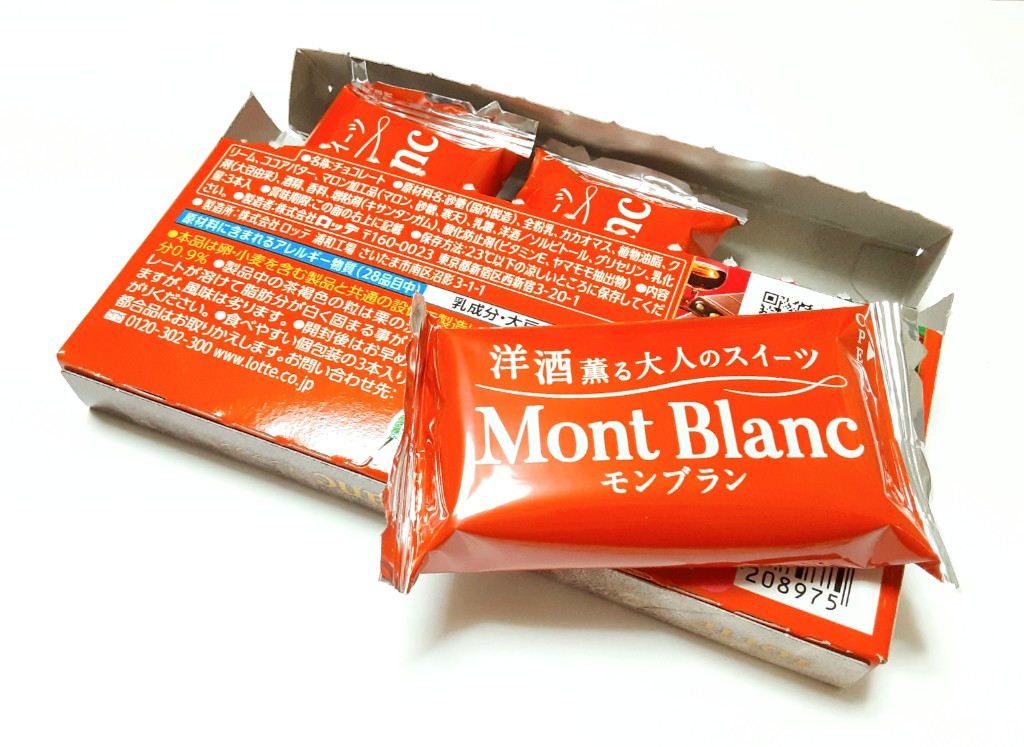 リーム、ココアバター、マロン加工品(マロン、砂糖、寒天)、乳糖、洋酒/ソルビトール、グリセリン、乳化
●名称:チョコレート ●原材料名:砂糖(国内製造)、全粉乳、カカオマス、植物油脂、
剤(大豆由来)、酒精、香料、増粘剤(キサンタンガム)、酸化防止剤(ビタミンE、ヤマモモ抽出物) ●内容
量:3本入 ●賞味期限:この面の右上に記載 ●保存方法:23℃以下の涼しいところに保存してくだ
さい。 ●製造者:株式会社ロッテ 〒160-0023 東京都新宿区西新宿3-20-1
●製造所:株式会社ロッテ 浦和工場 さいたま市南区沼影3-1-1
原材料に含まれるアレルギー物質(28品目中)
乳成分・大豆
●本品は卵・小麦を含む製品と共通の設
分0.9% ●製品中の茶褐色の粒は栗の
レートが溶けて脂肪分が白く固まる事が
ますが、風味は劣ります。 ●開封後はお早め
がりください。 ●食べやすい個包装の3本入り
都合品はお取りかえします。お問い合わせ先:
0120-302-300 www.lotte.co.jp
洋酒薫る大人のスイーツ
Mont Blanc
モンブラン
208975